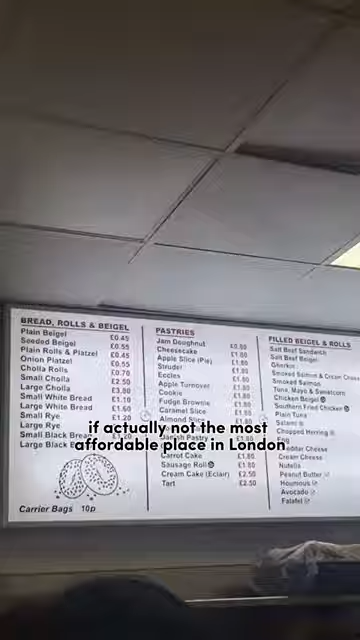 BREAD, ROLLS & BEIGEL
Plain Beigel £0.45
Seeded Beigel £0.55
Plain Rolls & Platzel £0.45
Onion Platzel £0.55
Cholla Rolls £0.70
Small Cholla £2.50
Large Cholla £3.80
Small White Bread £1.10
Large White Bread £1.60
Small Rye £1.20
Large Rye
Small Black Bread £1.20
Large Black
Carrier Bags 10p
PASTRIES
Jam Doughnut £0.80
Cheesecake £1.80
Apple Slice (Pie) £1.80
Strudel £1.80
Eccles £1.80
Apple Turnover £1.80
Cookie £1.80
Fudge Brownie £1.80
Caramel Slice £1.80
Almond Slice £1.80
Danish Pastry £1.80
Carrot Cake £1.80
Sausage Roll £1.80
Cream Cake (Eclair) £2.50
Tart £2.50
FILLED BEIGEL & ROLLS
Salt Beef Sandwich
Salt Beef Beigel
Gherkin
Smoked Salmon & Cream Cheese
Smoked Salmon
Tuna, Mayo & Sweetcorn
Chicken Beigel
Southern Fried Chicken
Plain Tuna
Salami
Chopped Herring
Egg
Cheddar Cheese
Cream Cheese
Nutella
Peanut Butter
Houmous
Avocado
Falafel
if actually not the most
affordable place in London